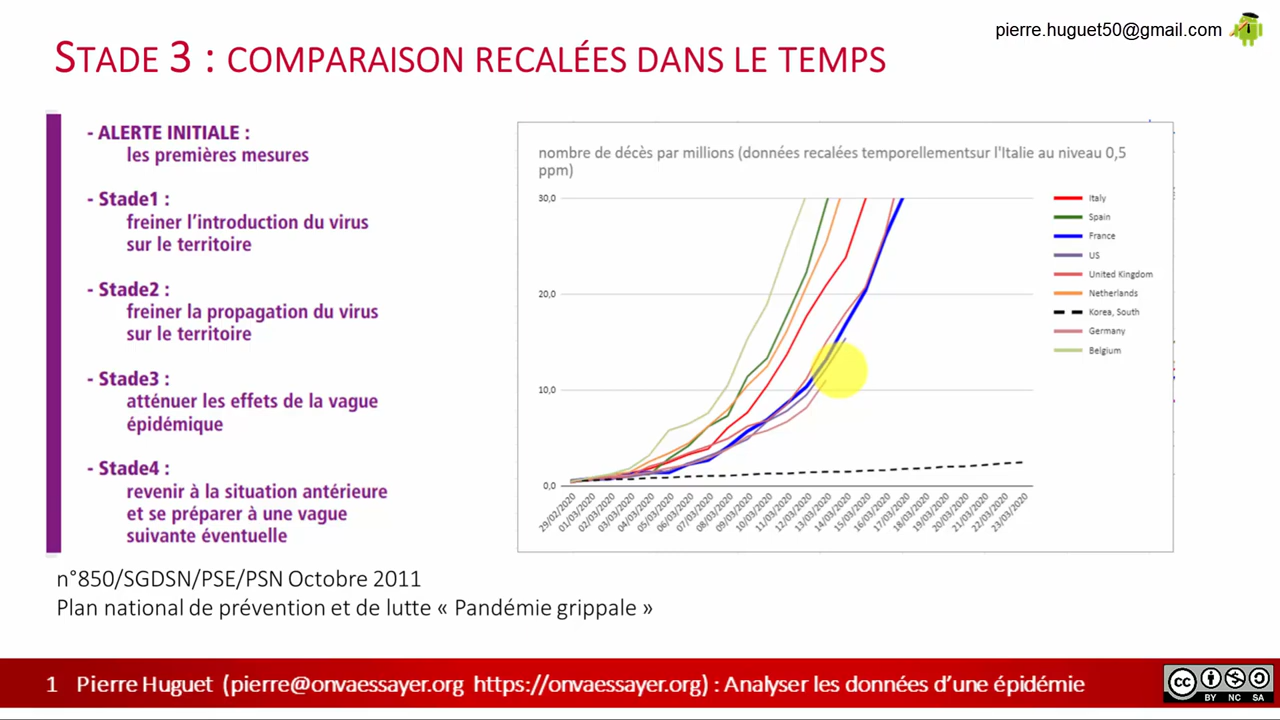 pierre.huguet50@gmail.com
STADE 3 : COMPARAISON RECALÉES DANS LE TEMPS
- ALERTE INITIALE :
les premières mesures
- Stade1 :
freiner l'introduction du virus
sur le territoire
- Stade2 :
freiner la propagation du virus
sur le territoire
- Stade3 :
atténuer les effets de la vague
épidémique
- Stade4 :
revenir à la situation antérieure
et se préparer à une vague
suivante éventuelle
nombre de décès par millions (données recalées temporellementsur l'Italie au niveau 0,5
ppm)
30,0
20,0
10,0
0,0
29/02/2020
01/03/2020
02/03/2020
03/03/2020
04/03/2020
05/03/2020
06/03/2020
07/03/2020
08/03/2020
09/03/2020
10/03/2020
11/03/2020
12/03/2020
13/03/2020
14/03/2020
15/03/2020
16/03/2020
17/03/2020
18/03/2020
19/03/2020
20/03/2020
21/03/2020
22/03/2020
23/03/2020
Italy
Spain
France
US
United Kingdom
Netherlands
Korea, South
Germany
Belgium
n°850/SGDSN/PSE/PSN Octobre 2011
Plan national de prévention et de lutte « Pandémie grippale »
1 Pierre Huguet (pierre@onvaessayer.org https://onvaessayer.org) : Analyser les données d'une épidémie
cc
BY NC SA